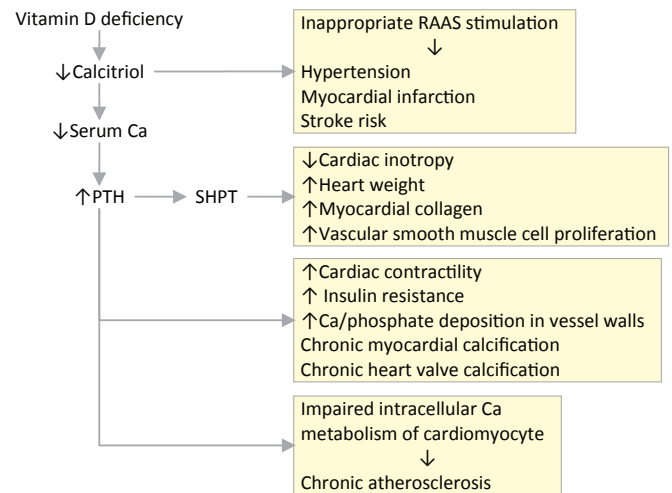 Vitamin D deficiency
↓Calcitriol
↓Serum Ca
↑PTH
SHPT
Inappropriate RAAS stimulation
↓
Hypertension
Myocardial infarction
Stroke risk
↓Cardiac inotropy
↑Heart weight
↑Myocardial collagen
↑Vascular smooth muscle cell proliferation
↑Cardiac contractility
↑ Insulin resistance
↑Ca/phosphate deposition in vessel walls
Chronic myocardial calcification
Chronic heart valve calcification
Impaired intracellular Ca
metabolism of cardiomyocyte
↓
Chronic atherosclerosis